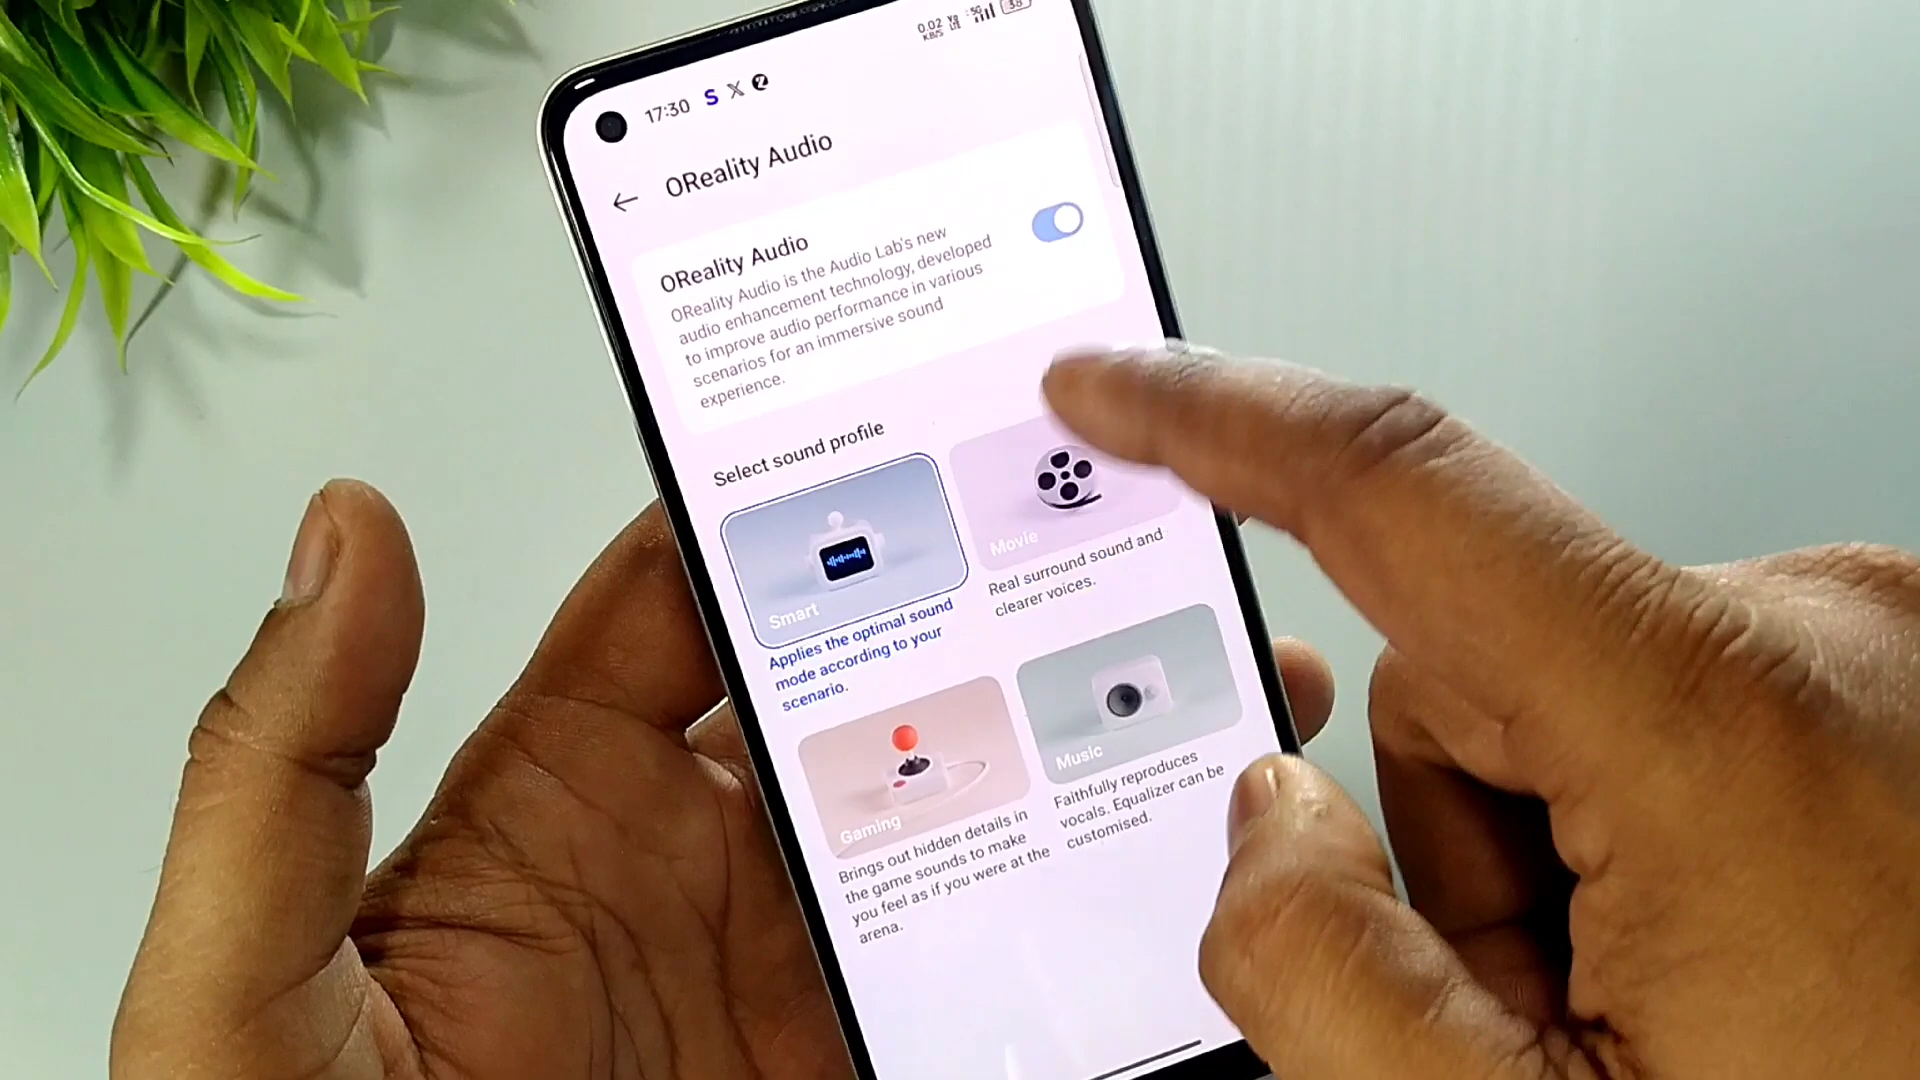 17:30 S X
0.02 KB/S Vo LTE 5G 38
OReality Audio
OReality Audio
OReality Audio is the Audio Lab's new
audio enhancement technology, developed
to improve audio performance in various
scenarios for an immersive sound
experience.
Select sound profile
Smart
Applies the optimal sound
mode according to your
scenario.
Movie
Real surround sound and
clearer voices.
Gaming
Brings out hidden details in
the game sounds to make
you feel as if you were at the
arena.
Music
Faithfully reproduces
vocals. Equalizer can be
customised.